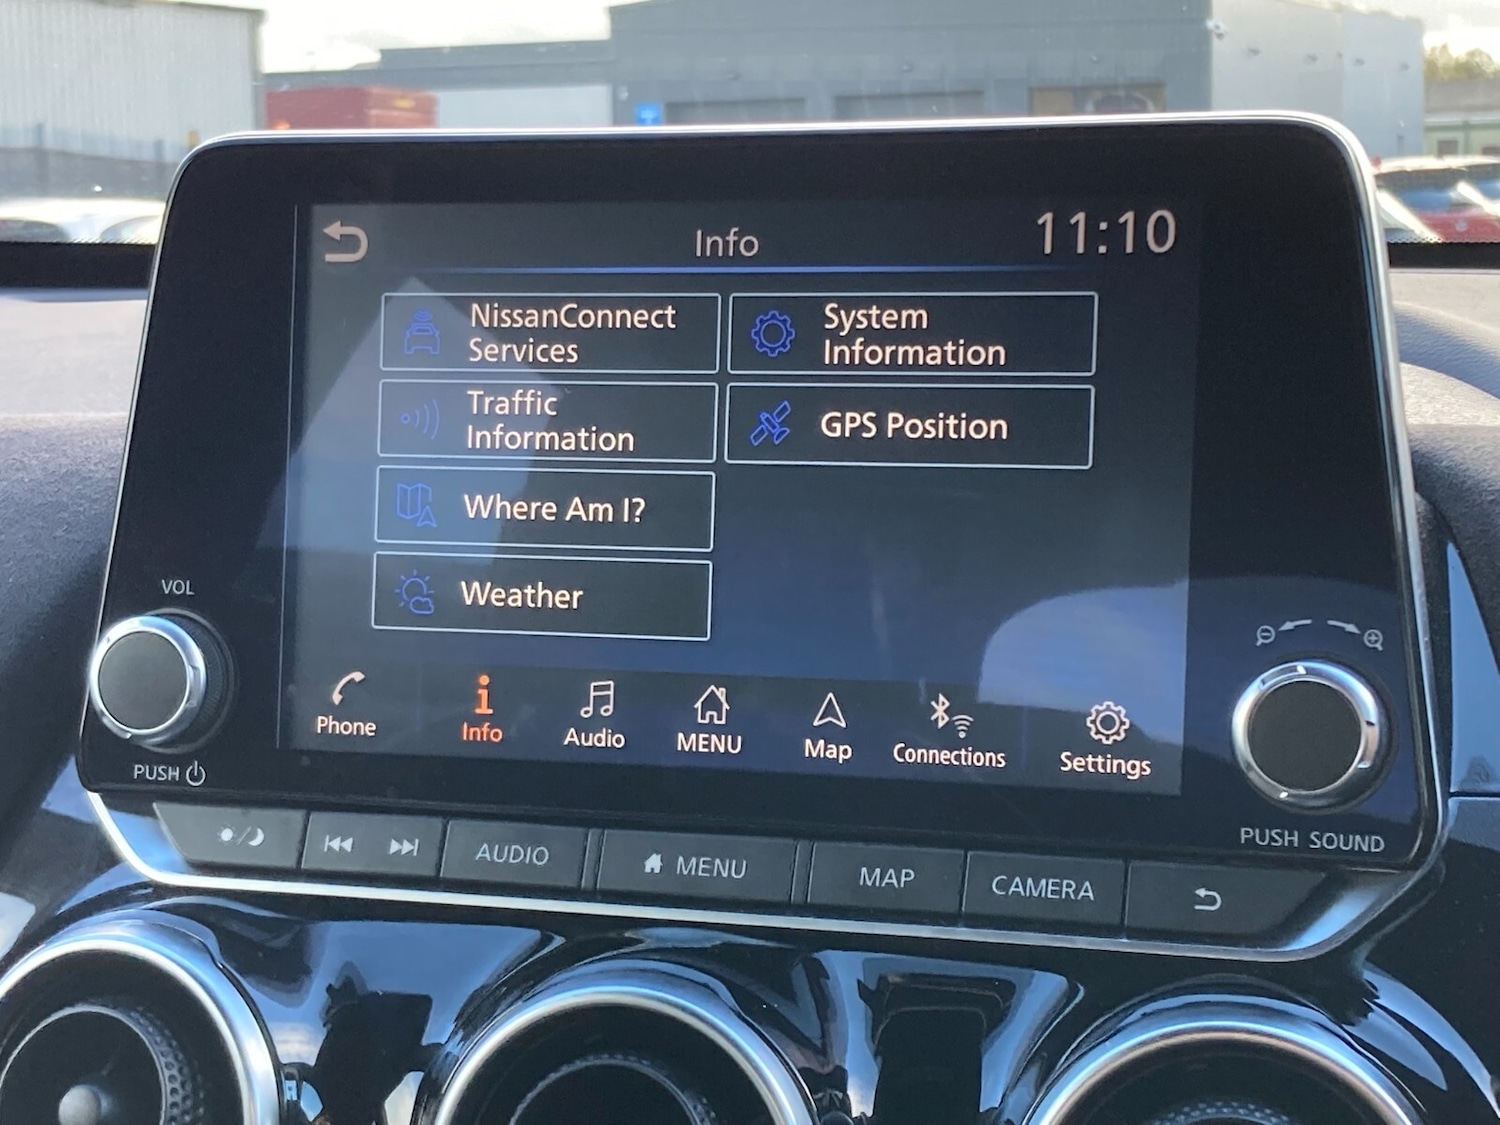 Info
11:10
NissanConnect
Services
System
Information
Traffic
Information
GPS Position
Where Am I?
Weather
Phone
Info
Audio
MENU
Map
Connections
Settings
VOL
PUSH
PUSH SOUND
AUDIO
MENU
MAP
CAMERA